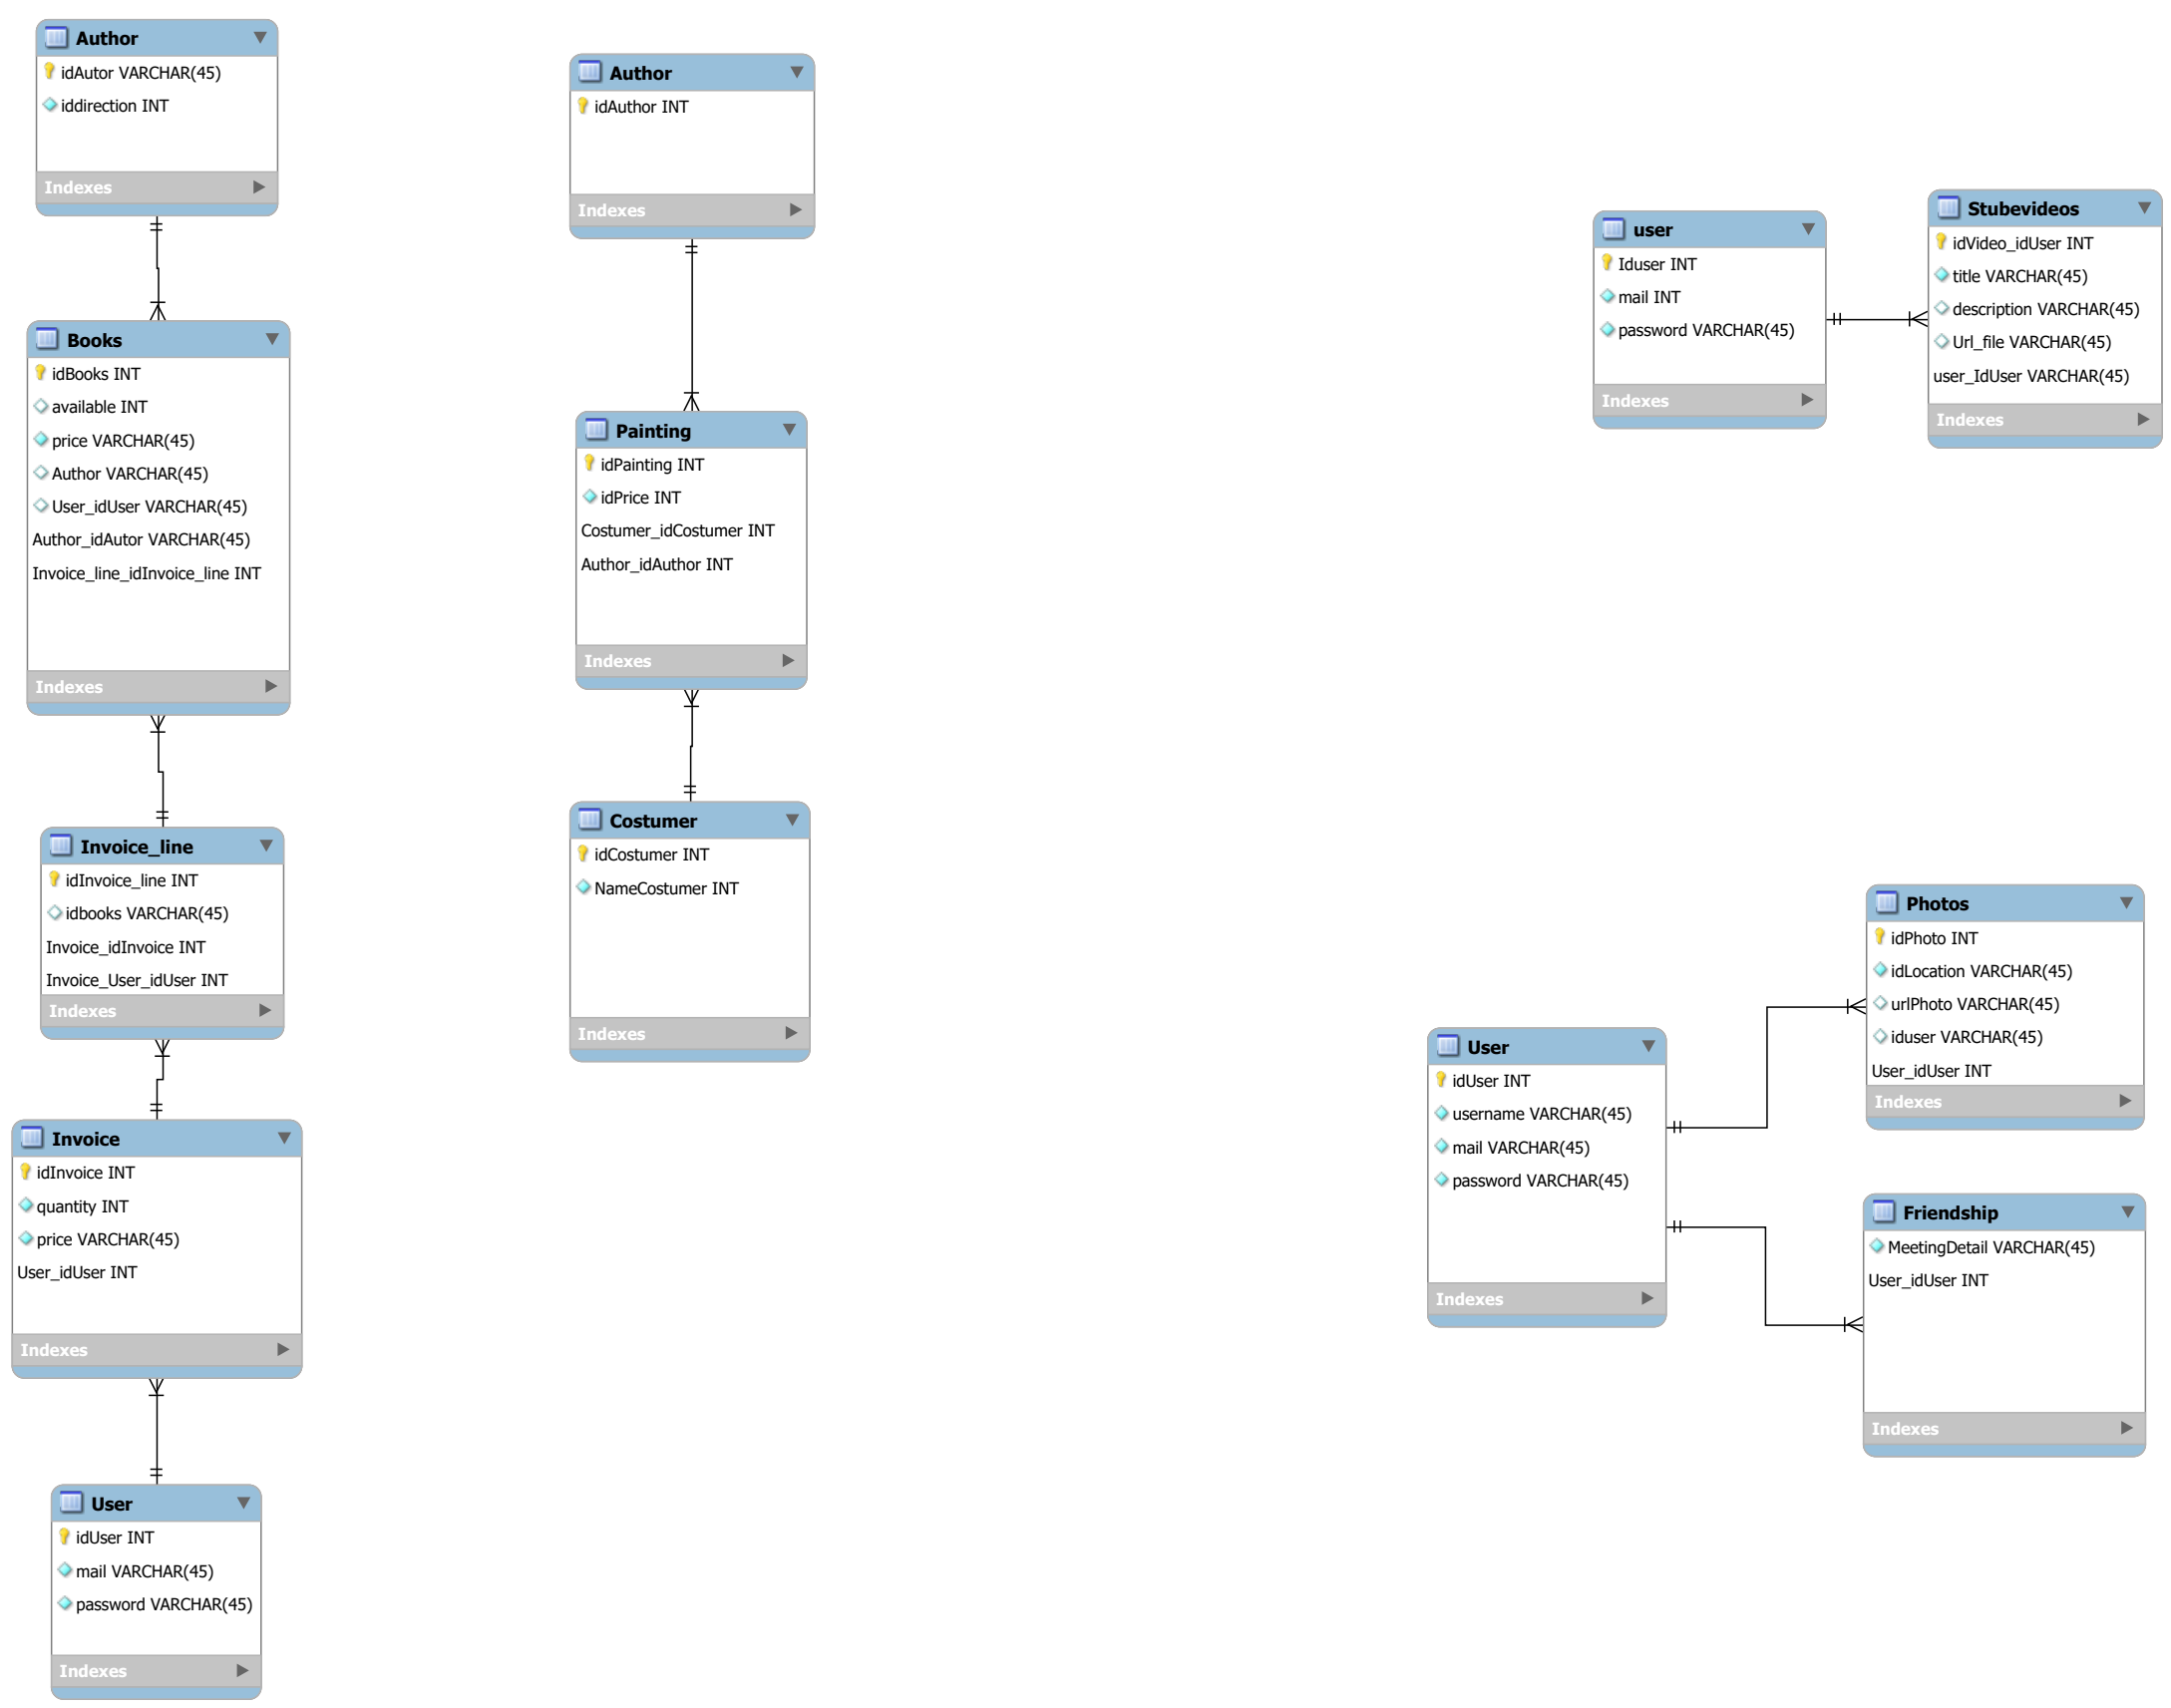 Author
idAutor VARCHAR(45)
iddirection INT
Indexes
Books
idBooks INT
available INT
price VARCHAR(45)
Author VARCHAR(45)
User_idUser VARCHAR(45)
Author_idAutor VARCHAR(45)
Invoice_line_idInvoice_line INT
Indexes
Invoice_line
idInvoice_line INT
idbooks VARCHAR(45)
Invoice_idInvoice INT
Invoice_User_idUser INT
Indexes
Invoice
idInvoice INT
quantity INT
price VARCHAR(45)
User_idUser INT
Indexes
User
idUser INT
mail VARCHAR(45)
password VARCHAR(45)
Indexes
Author
idAuthor INT
Indexes
Painting
idPainting INT
idPrice INT
Costumer_idCostumer INT
Author_idAuthor INT
Indexes
Costumer
idCostumer INT
NameCostumer INT
Indexes
user
Iduser INT
mail INT
password VARCHAR(45)
Indexes
Stubevideos
idVideo_idUser INT
title VARCHAR(45)
description VARCHAR(45)
Url_file VARCHAR(45)
user_IdUser VARCHAR(45)
Indexes
User
idUser INT
username VARCHAR(45)
mail VARCHAR(45)
password VARCHAR(45)
Indexes
Photos
idPhoto INT
idLocation VARCHAR(45)
urlPhoto VARCHAR(45)
iduser VARCHAR(45)
User_idUser INT
Indexes
Friendship
MeetingDetail VARCHAR(45)
User_idUser INT
Indexes